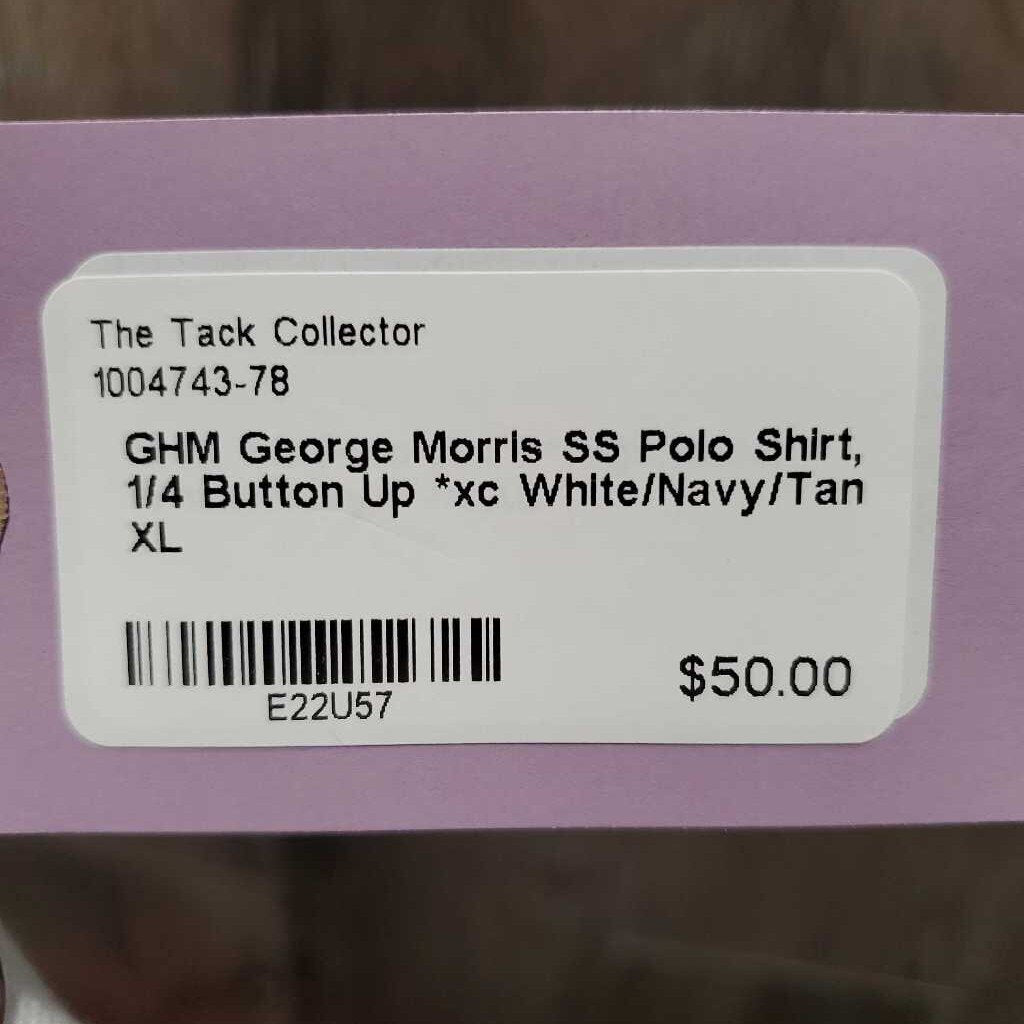 The Tack Collector
1004743-78
GHM George Morris SS Polo Shirt,
1/4 Button Up *xc White/Navy/Tan
XL
E22U57
$50.00